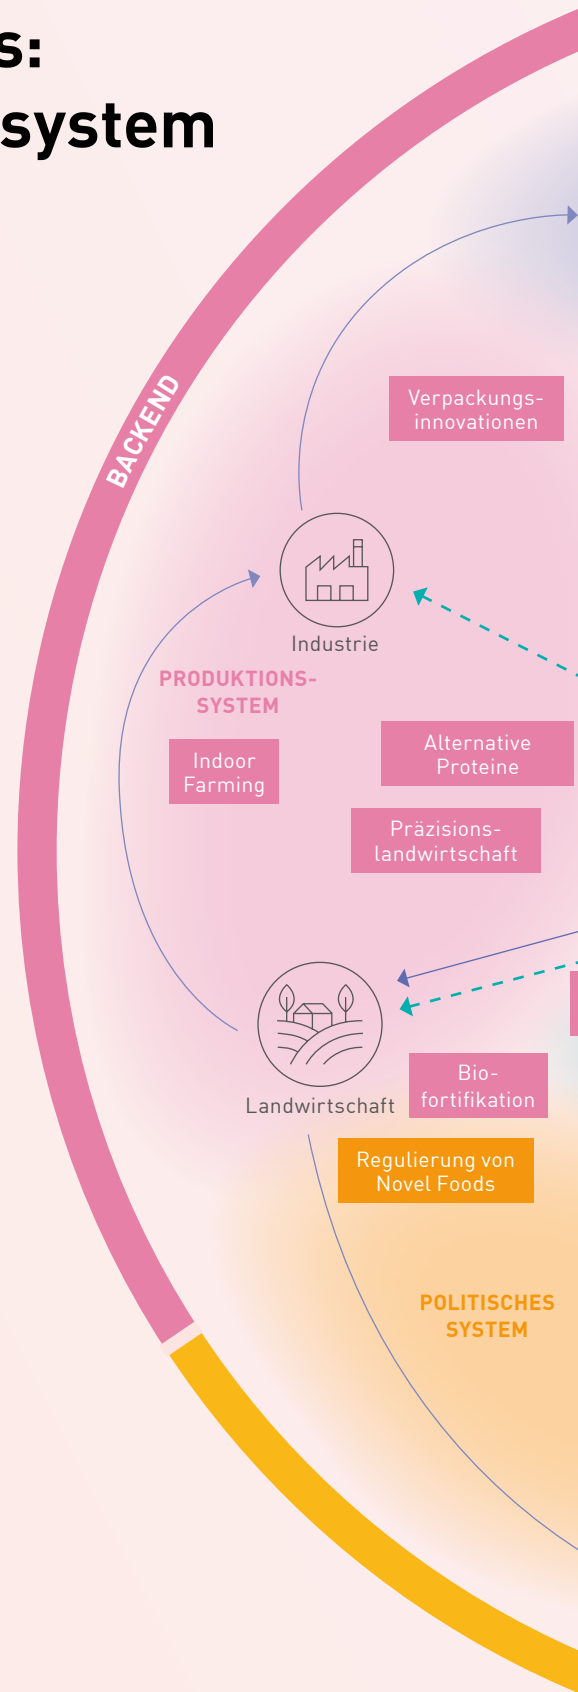 s:
system
BACKEND
Verpackungs-
innovationen
Industrie
PRODUKTIONS-
SYSTEM
Indoor
Farming
Alternative
Proteine
Präzisions-
landwirtschaft
Landwirtschaft
Bio-
fortifikation
Regulierung von
Novel Foods
POLITISCHES
SYSTEM